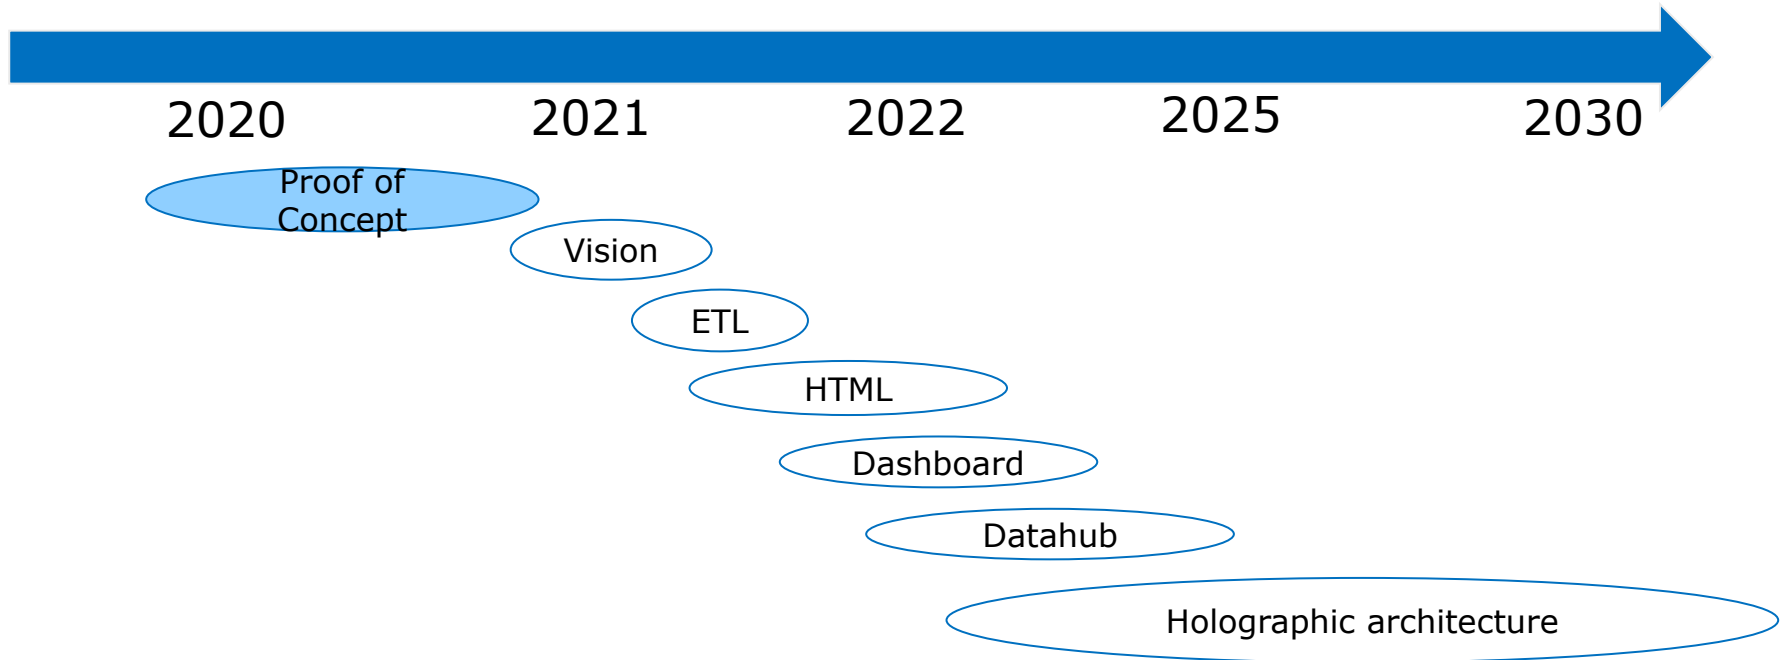 2020 2021 2022 2025 2030
Proof of
Concept
Vision
ETL
HTML
Dashboard
Datahub
Holographic architecture